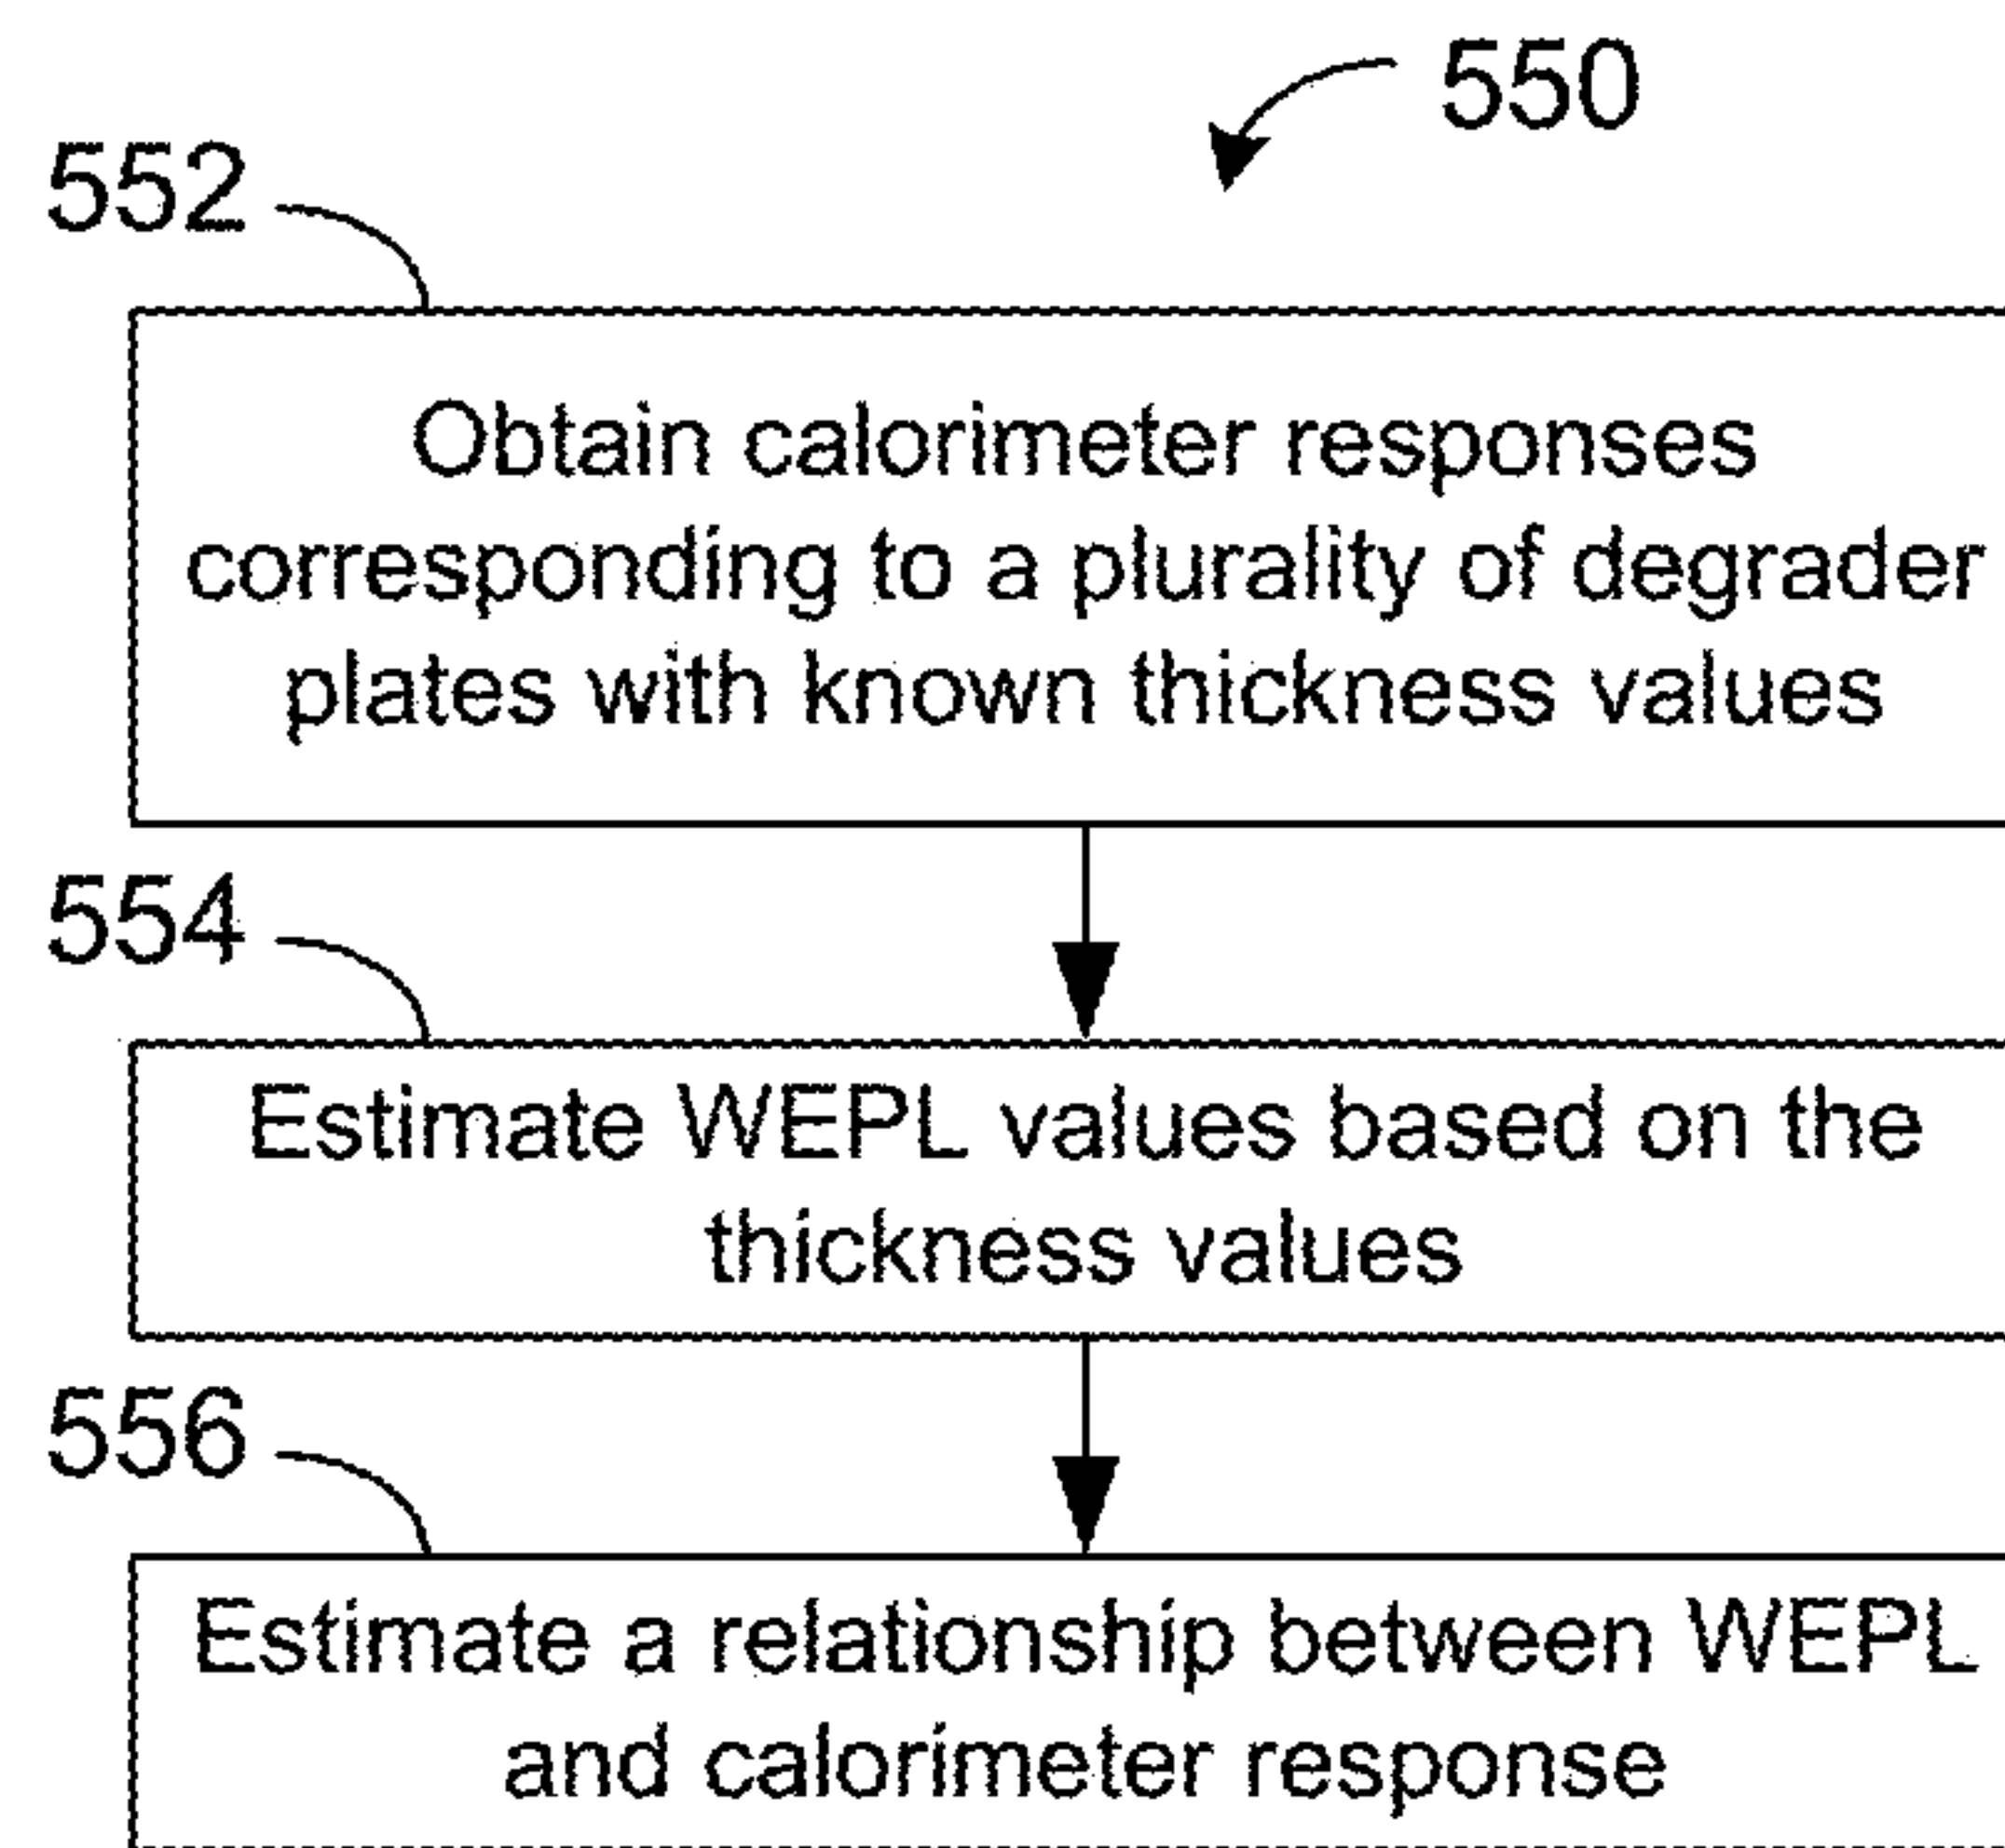 550
552
Obtain calorimeter responses
corresponding to a plurality of degrader
plates with known thickness values
554
Estimate WEPL values based on the
thickness values
556
Estimate a relationship between WEPL
and calorimeter response